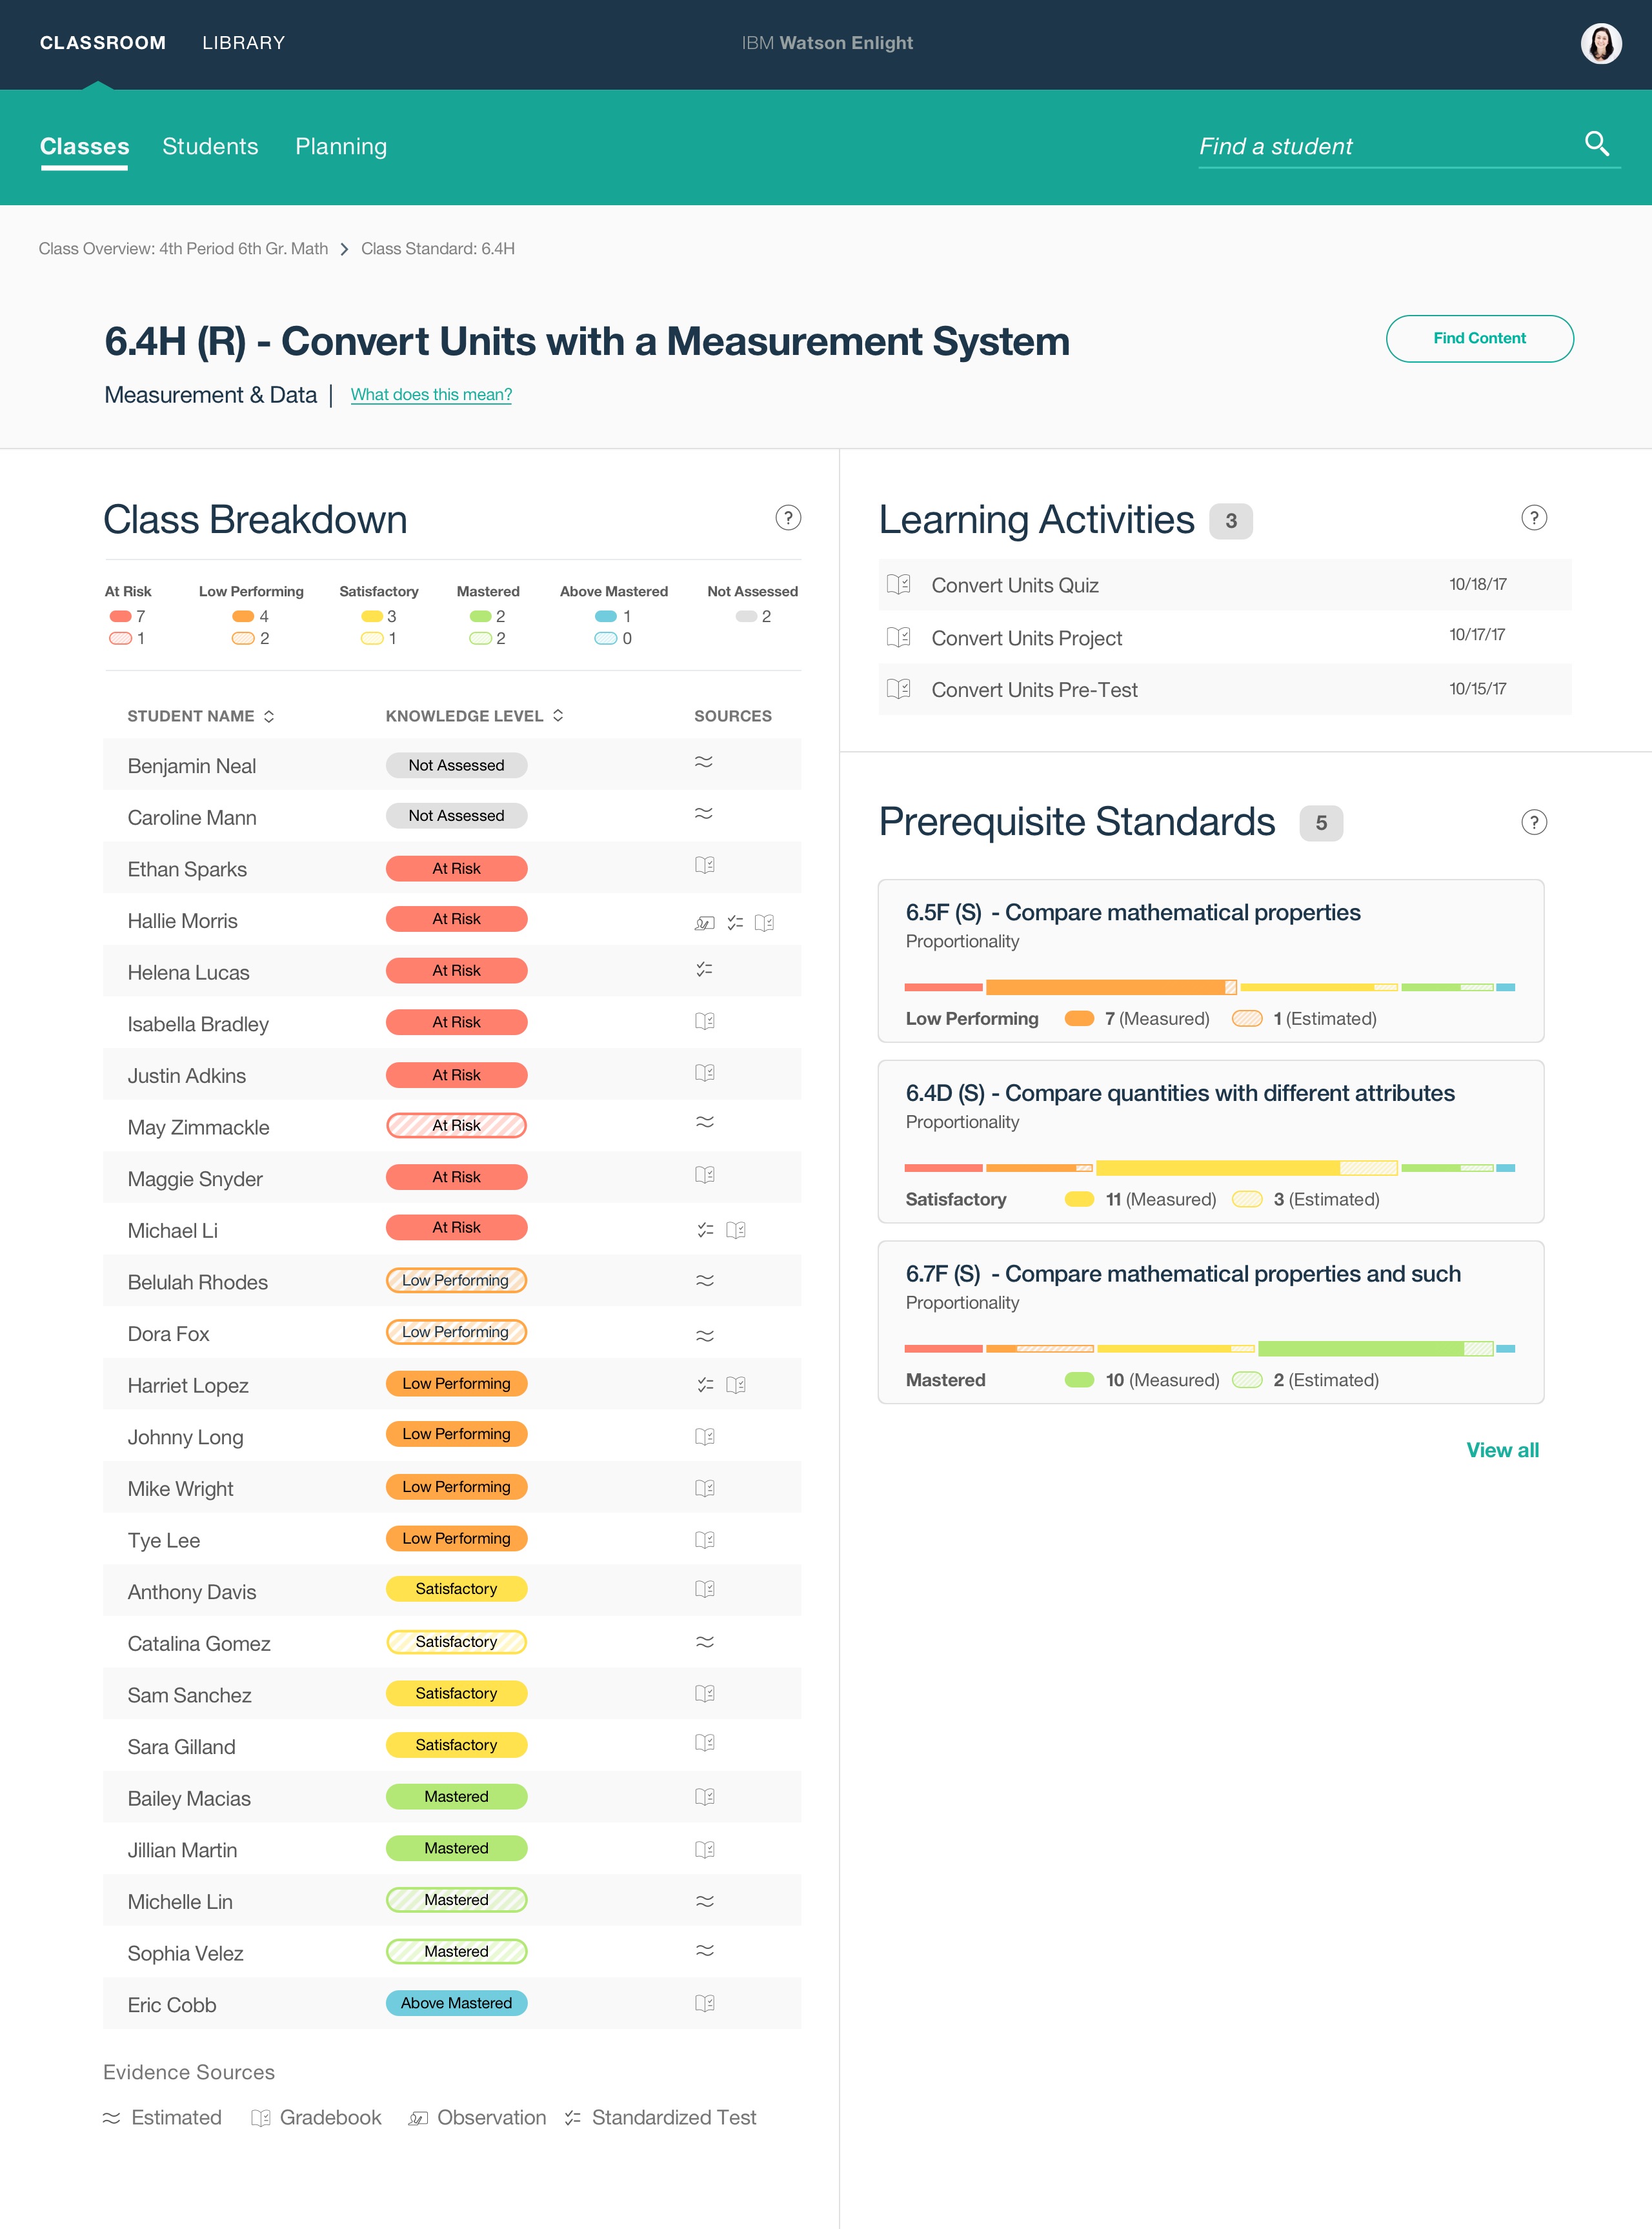 CLASSROOM LIBRARY IBM Watson Enlight
Classes Students Planning Find a student
Class Overview: 4th Period 6th Gr. Math Class Standard: 6.4H
6.4H (R) - Convert Units with a Measurement System
Find Content
Measurement & Data | What does this mean?
Class Breakdown ?
At Risk Low Performing Satisfactory Mastered Above Mastered Not Assessed
7 4 3 2 1 2
1 2 1 2 0
STUDENT NAME KNOWLEDGE LEVEL SOURCES
Benjamin Neal Not Assessed
Caroline Mann Not Assessed
Ethan Sparks At Risk
Hallie Morris At Risk
Helena Lucas At Risk
Isabella Bradley At Risk
Justin Adkins At Risk
May Zimmackle At Risk
Maggie Snyder At Risk
Michael Li At Risk
Belulah Rhodes Low Performing
Dora Fox Low Performing
Harriet Lopez Low Performing
Johnny Long Low Performing
Mike Wright Low Performing
Tye Lee Low Performing
Anthony Davis Satisfactory
Catalina Gomez Satisfactory
Sam Sanchez Satisfactory
Sara Gilland Satisfactory
Bailey Macias Mastered
Jillian Martin Mastered
Michelle Lin Mastered
Sophia Velez Mastered
Eric Cobb Above Mastered
Evidence Sources
Estimated Gradebook Observation Standardized Test
Learning Activities 3 ?
Convert Units Quiz 10/18/17
Convert Units Project 10/17/17
Convert Units Pre-Test 10/15/17
Prerequisite Standards 5 ?
6.5F (S) - Compare mathematical properties
Proportionality
Low Performing 7 (Measured) 1 (Estimated)
6.4D (S) - Compare quantities with different attributes
Proportionality
Satisfactory 11 (Measured) 3 (Estimated)
6.7F (S) - Compare mathematical properties and such
Proportionality
Mastered 10 (Measured) 2 (Estimated)
View all